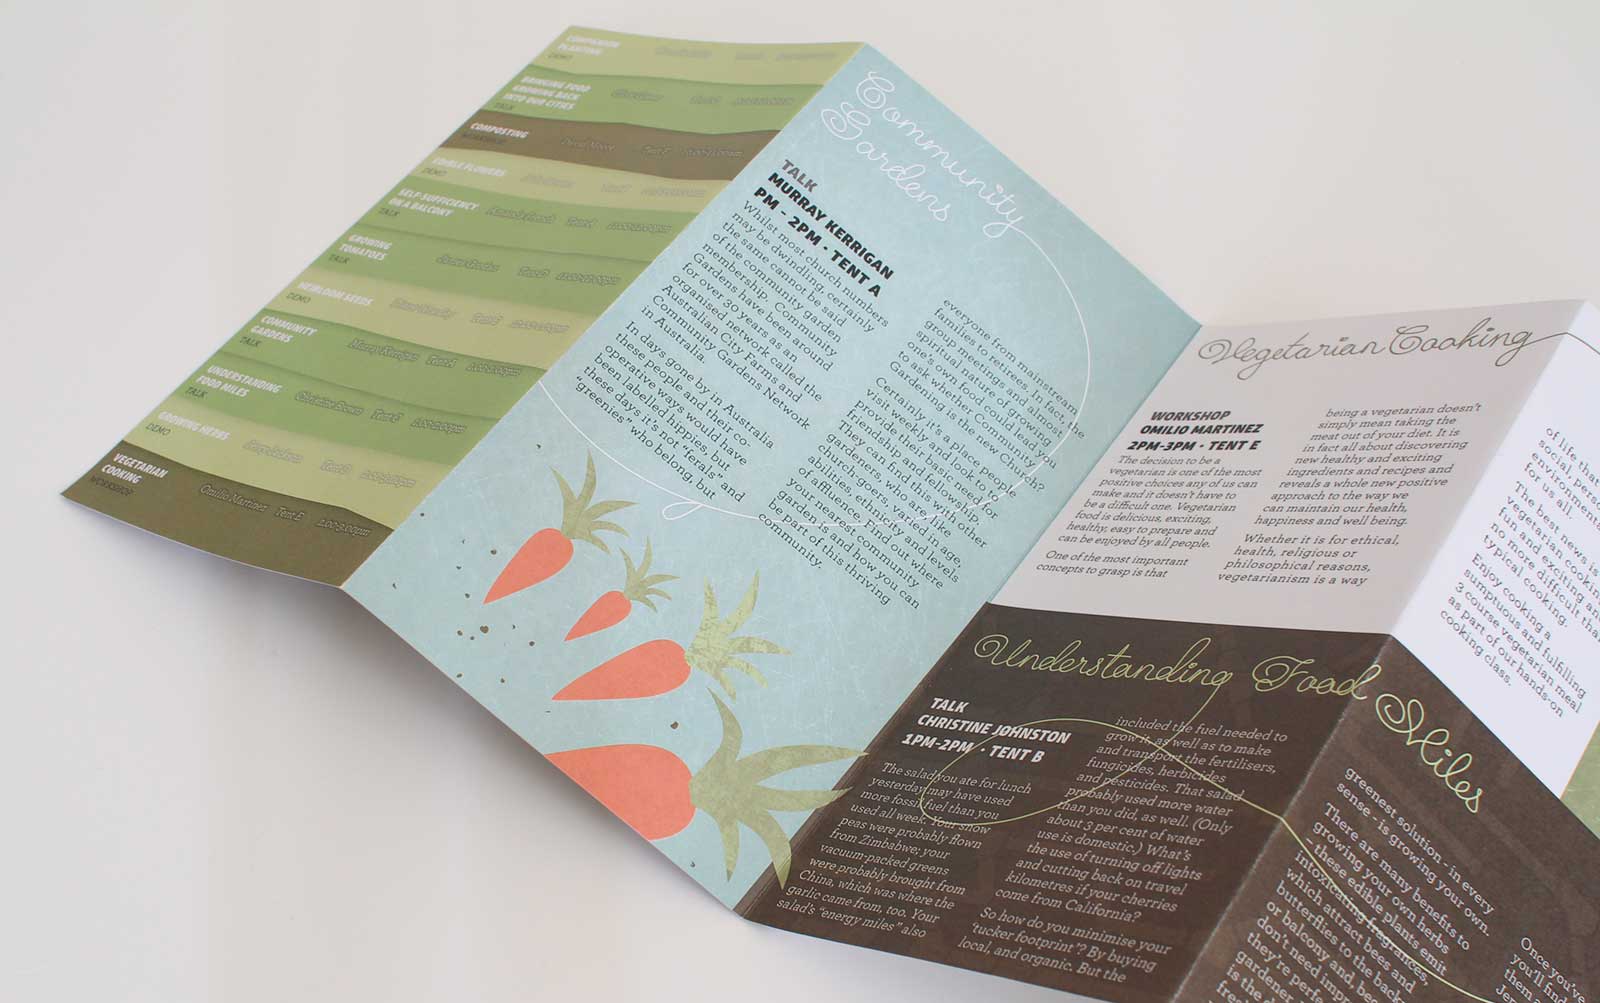 COMPANION
PLANTING
DEMO
BRINGING FOOD
GROWING BACK
INTO OUR CITIES
TALK
COMPOSTING
WORKSHOP
David Moore Tent F
EDIBLE FLOWERS
DEMO
SELF-SUFFICIENCY
ON A BALCONY
TALK
GROWING
TOMATOES
TALK
HEIRLOOM SEEDS
DEMO
COMMUNITY
GARDENS
TALK
Murray Kerrigan Tent A
UNDERSTANDING
FOOD MILES
TALK
Christine Brown Tent E 1.00-2.00pm
GROWING HERBS
DEMO
VEGETARIAN
COOKING
WORKSHOP
Omilio Martinez Tent E 2.00-3.00pm
Community
Gardens
TALK
MURRAY KERRIGAN
PM - 2PM - TENT A
Whilst most church numbers
may be dwindling, certainly
the same cannot be said
of the community garden
membership. Community
Gardens have been around
for over 30 years as an
organised network called the
Australian City Farms and
Community Gardens Network
in Australia.
In days gone by in Australia
these people and their co-
operative ways would have
been labelled hippies, but
these days it's not "ferals" and
"greenies" who belong, but
everyone from mainstream
families to retirees. In fact, the
group meetings and almost
spiritual nature of growing
one's own food could lead you
to ask whether Community
Gardening is the new Church?
Certainly it's a place people
visit weekly and look to
provide their basic need for
friendship and fellowship.
They can find this with other
gardeners, who are, like
church goers, varied in age,
abilities, ethnicity and levels
of affluence. Find out where
your nearest community
garden is and how you can
be part of this thriving
community.
Vegetarian Cooking
WORKSHOP
OMILIO MARTINEZ
2PM-3PM - TENT E
The decision to be a
vegetarian is one of the most
positive choices any of us can
make and it doesn't have to
be a difficult one. Vegetarian
food is delicious, exciting,
healthy, easy to prepare and
can be enjoyed by all people.
One of the most important
concepts to grasp is that
being a vegetarian doesn't
simply mean taking the
meat out of your diet. It is
in fact all about discovering
new healthy and exciting
ingredients and recipes and
reveals a whole new positive
approach to the way we
can maintain our health,
happiness and well being.
Whether it is for ethical,
health, religious or
philosophical reasons,
vegetarianism is a way
of life that
social, pers
environmenta
for us all.
The best news is
vegetarian cookin
fun and exciting an
no more difficult tha
typical cooking.
Enjoy cooking a
sumptuous and fulfilling
3 course vegetarian meal
as part of our hands-on
cooking class.
Understanding Food Miles
TALK
CHRISTINE JOHNSTON
1PM-2PM - TENT B
The salad you ate for lunch
yesterday may have used
more fossil fuel than you
used all week. Your snow
peas were probably flown
from Zimbabwe; your
vacuum-packed greens
were probably brought from
China, which was where the
garlic came from, too. Your
salad's "energy miles" also
included the fuel needed to
grow it, as well as to make
and transport the fertilisers,
fungicides, herbicides
and pesticides. That salad
probably used more water
than you did, as well. (Only
about 3 per cent of water
use is domestic.) What's
the use of turning off lights
and cutting back on travel
kilometres if your cherries
come from California?
So how do you minimise your
'tucker footprint'? By buying
local, and organic. But the
greenest solution - in every
sense - is growing your own.
There are many benefits to
growing your own herbs
- these edible plants emit
intoxicating fragrances,
which attract bees and
butterflies to the back
or balcony and, bes
don't need lots
they're perf
gardener
is the
fres
Once you've
you'll find
them
Jer